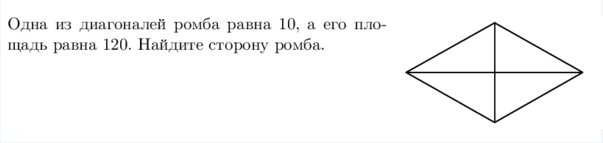 Одна из диагоналей ромба равна 10, а его пло-
щадь равна 120. Найдите сторону ромба.